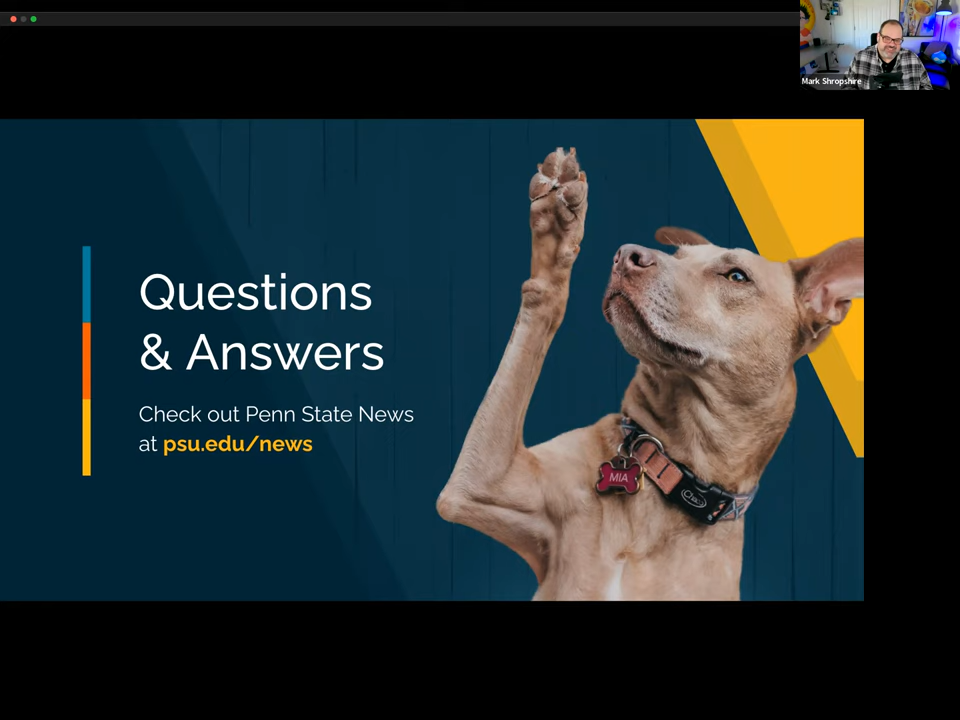 Mark Shropshire
Questions
& Answers
Check out Penn State News
at psu.edu/news
MIA